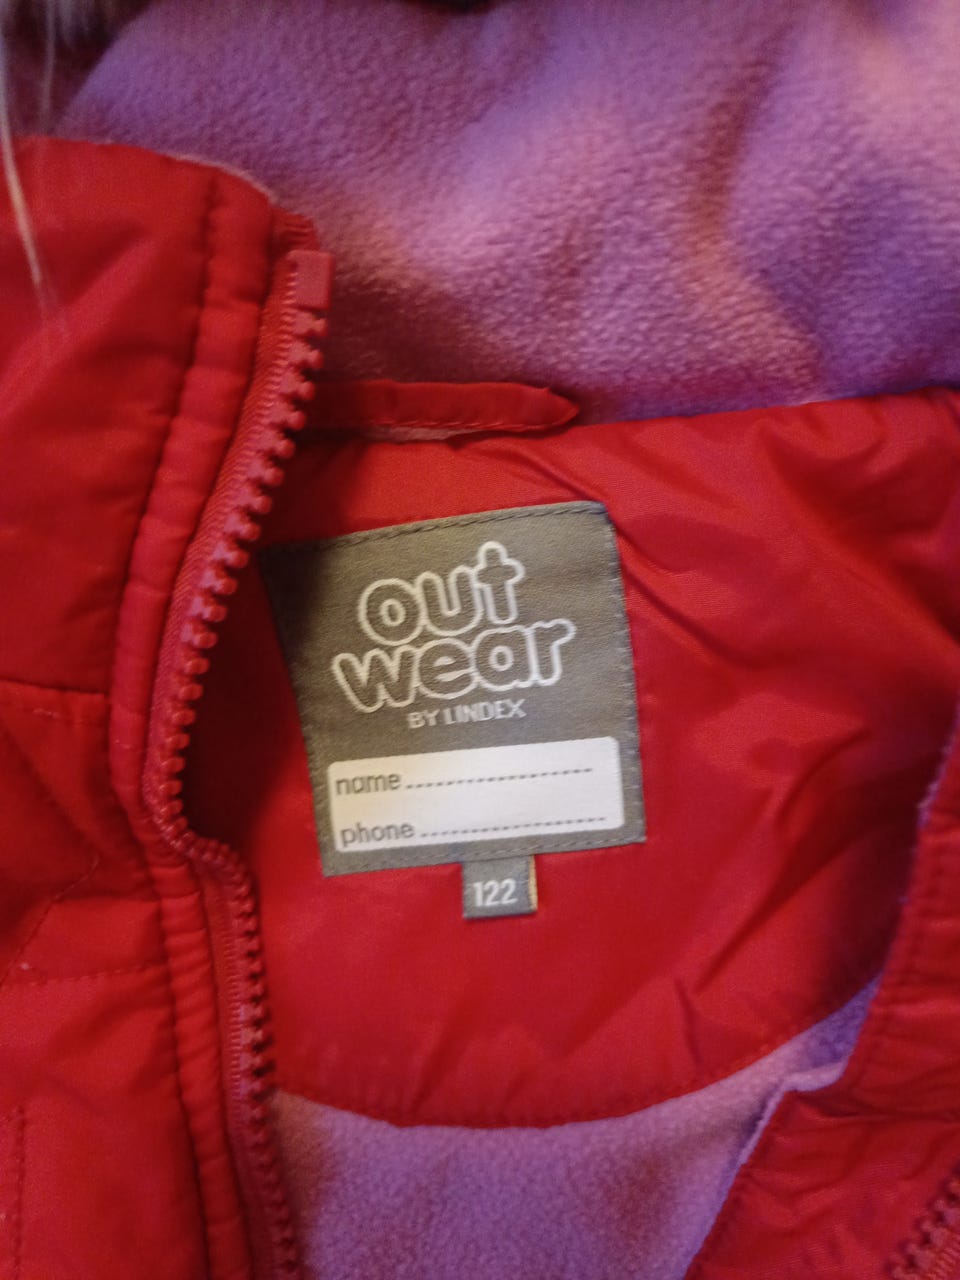 out
wear
BY LINDEX
name....................
phone....................
122